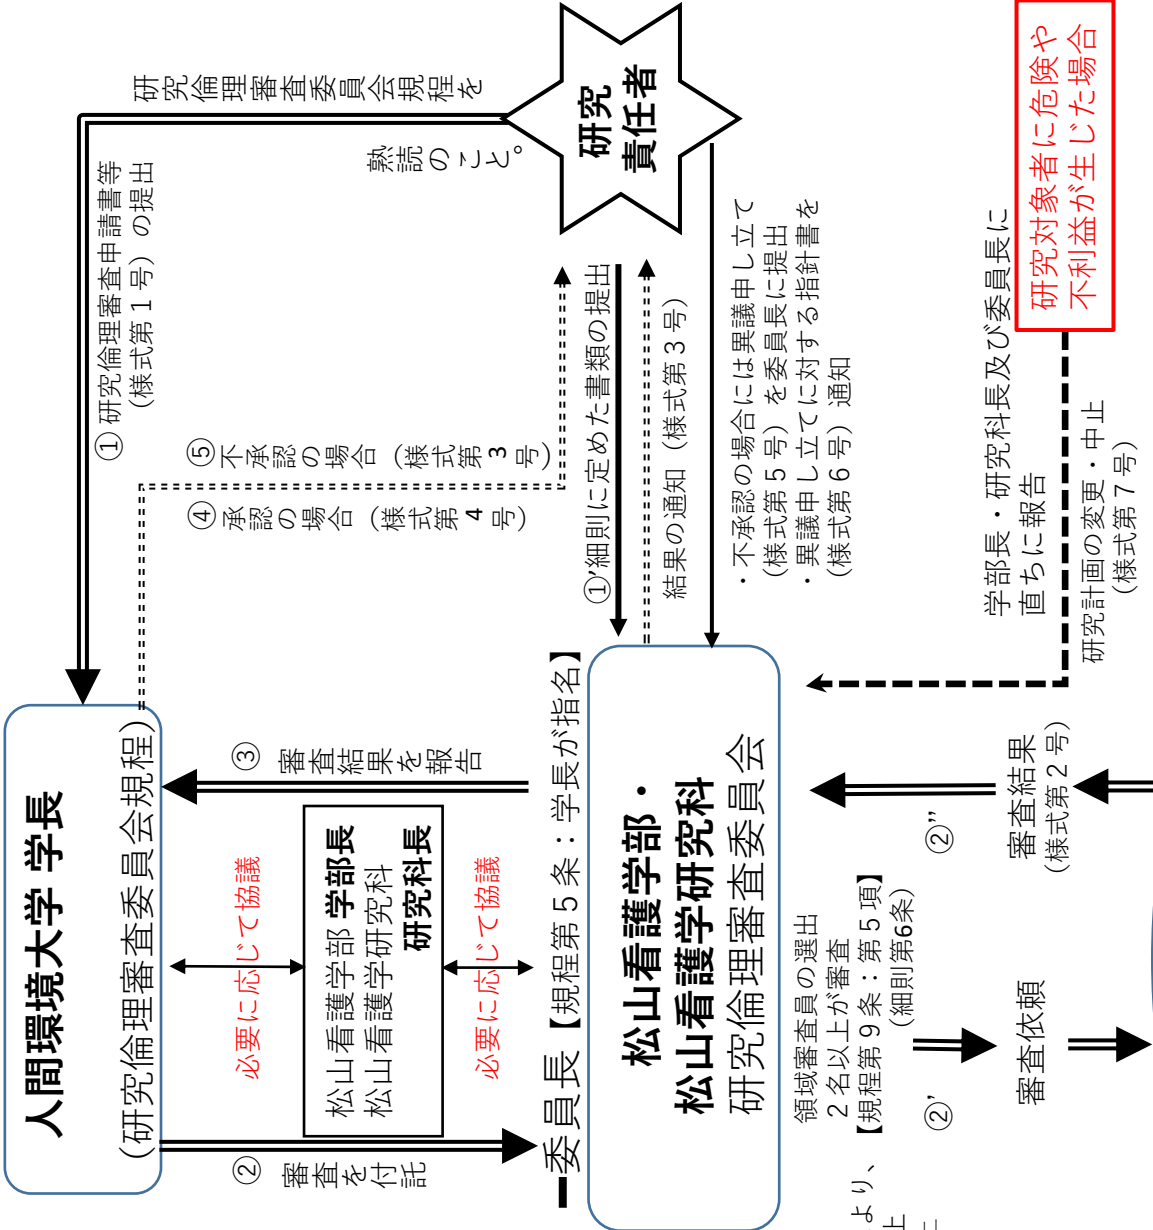 人間環境大学 学長
(研究倫理審査委員会規程)
① 研究倫理審査申請書等
(様式第1号) の提出
研究倫理審査委員会規程を
熟読のこと。
研究
責任者
⑤ 不承認の場合 (様式第3号)
④ 承認の場合 (様式第4号)
② 審査を付託
③ 審査結果を報告
必要に応じて協議
松山看護学部 学部長
松山看護学研究科
研究科長
必要に応じて協議
委員長【規程第5条：学長が指名】
①’細則に定めた書類の提出
結果の通知 (様式第3号)
松山看護学部・
松山看護学研究科
研究倫理審査委員会
・不承認の場合には異議申し立て
(様式第5号) を委員長に提出
・異議申し立てに対する指針書を
(様式第6号) 通知
領域審査員の選出
2名以上が審査
【規程第9条：第5項】
(細則第6条)
②’
審査依頼
②”
審査結果
(様式第2号)
学部長・研究科長及び委員長に
直ちに報告
研究計画の変更・中止
(様式第7号)
研究対象者に危険や
不利益が生じた場合
より、
上